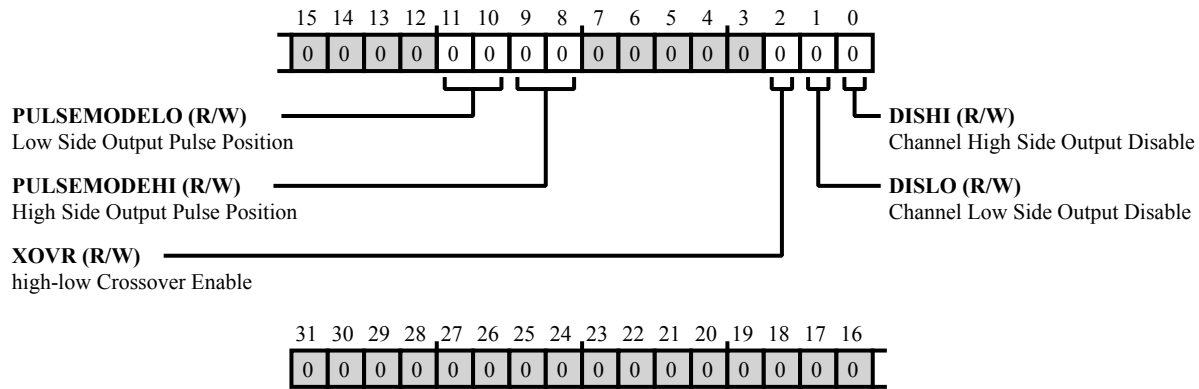 15 14 13 12 11 10 9 8 7 6 5 4 3 2 1 0
0 0 0 0 0 0 0 0 0 0 0 0 0 0 0 0
PULSEMODELO (R/W)
Low Side Output Pulse Position
PULSEMODEHI (R/W)
High Side Output Pulse Position
XOVR (R/W)
high-low Crossover Enable
DISHI (R/W)
Channel High Side Output Disable
DISLO (R/W)
Channel Low Side Output Disable
31 30 29 28 27 26 25 24 23 22 21 20 19 18 17 16
0 0 0 0 0 0 0 0 0 0 0 0 0 0 0 0